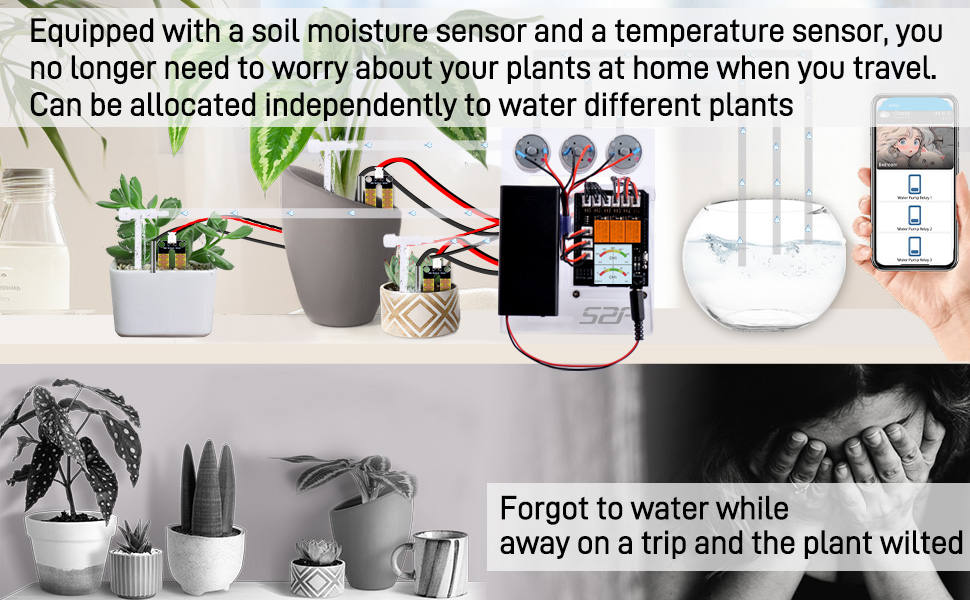 Equipped with a soil moisture sensor and a temperature sensor, you
no longer need to worry about your plants at home when you travel.
Can be allocated independently to water different plants
Bedroom
Water Pump Relay 1
Water Pump Relay 2
Water Pump Relay 3
Forgot to water while
away on a trip and the plant wilted